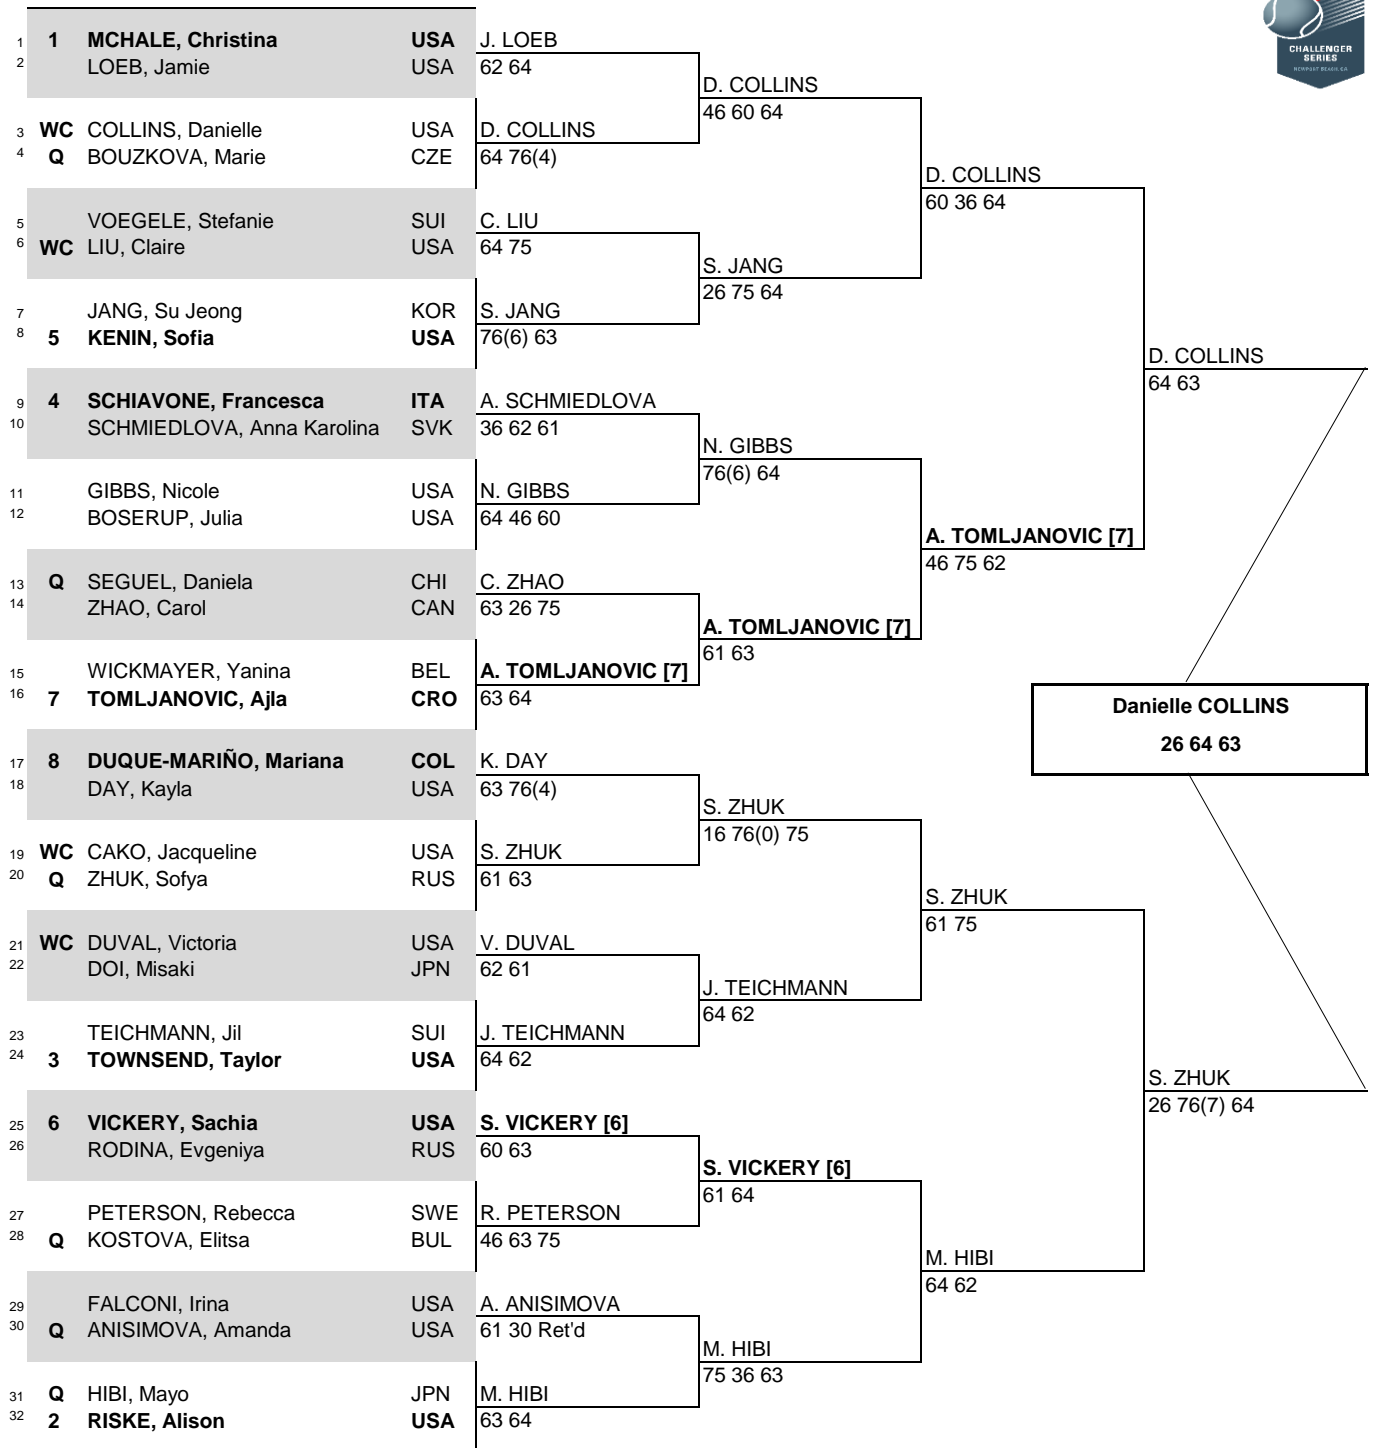 CHALLENGER
SERIES
NEWPORT BEACH, CA
1 1 MCHALE, Christina USA J. LOEB
2 LOEB, Jamie USA 62 64
D. COLLINS
46 60 64
3 WC COLLINS, Danielle USA D. COLLINS
4 Q BOUZKOVA, Marie CZE 64 76(4)
D. COLLINS
60 36 64
5 VOEGELE, Stefanie SUI C. LIU
6 WC LIU, Claire USA 64 75
S. JANG
26 75 64
7 JANG, Su Jeong KOR S. JANG
8 5 KENIN, Sofia USA 76(6) 63
D. COLLINS
64 63
9 4 SCHIAVONE, Francesca ITA A. SCHMIEDLOVA
10 SCHMIEDLOVA, Anna Karolina SVK 36 62 61
N. GIBBS
76(6) 64
11 GIBBS, Nicole USA N. GIBBS
12 BOSERUP, Julia USA 64 46 60
A. TOMLJANOVIC [7]
46 75 62
13 Q SEGUEL, Daniela CHI C. ZHAO
14 ZHAO, Carol CAN 63 26 75
A. TOMLJANOVIC [7]
61 63
15 WICKMAYER, Yanina BEL A. TOMLJANOVIC [7]
16 7 TOMLJANOVIC, Ajla CRO 63 64
Danielle COLLINS
26 64 63
17 8 DUQUE-MARIÑO, Mariana COL K. DAY
18 DAY, Kayla USA 63 76(4)
S. ZHUK
16 76(0) 75
19 WC CAKO, Jacqueline USA S. ZHUK
20 Q ZHUK, Sofya RUS 61 63
S. ZHUK
61 75
21 WC DUVAL, Victoria USA V. DUVAL
22 DOI, Misaki JPN 62 61
J. TEICHMANN
64 62
23 TEICHMANN, Jil SUI J. TEICHMANN
24 3 TOWNSEND, Taylor USA 64 62
S. ZHUK
26 76(7) 64
25 6 VICKERY, Sachia USA S. VICKERY [6]
26 RODINA, Evgeniya RUS 60 63
S. VICKERY [6]
61 64
27 PETERSON, Rebecca SWE R. PETERSON
28 Q KOSTOVA, Elitsa BUL 46 63 75
M. HIBI
64 62
29 FALCONI, Irina USA A. ANISIMOVA
30 Q ANISIMOVA, Amanda USA 61 30 Ret'd
M. HIBI
75 36 63
31 Q HIBI, Mayo JPN M. HIBI
32 2 RISKE, Alison USA 63 64